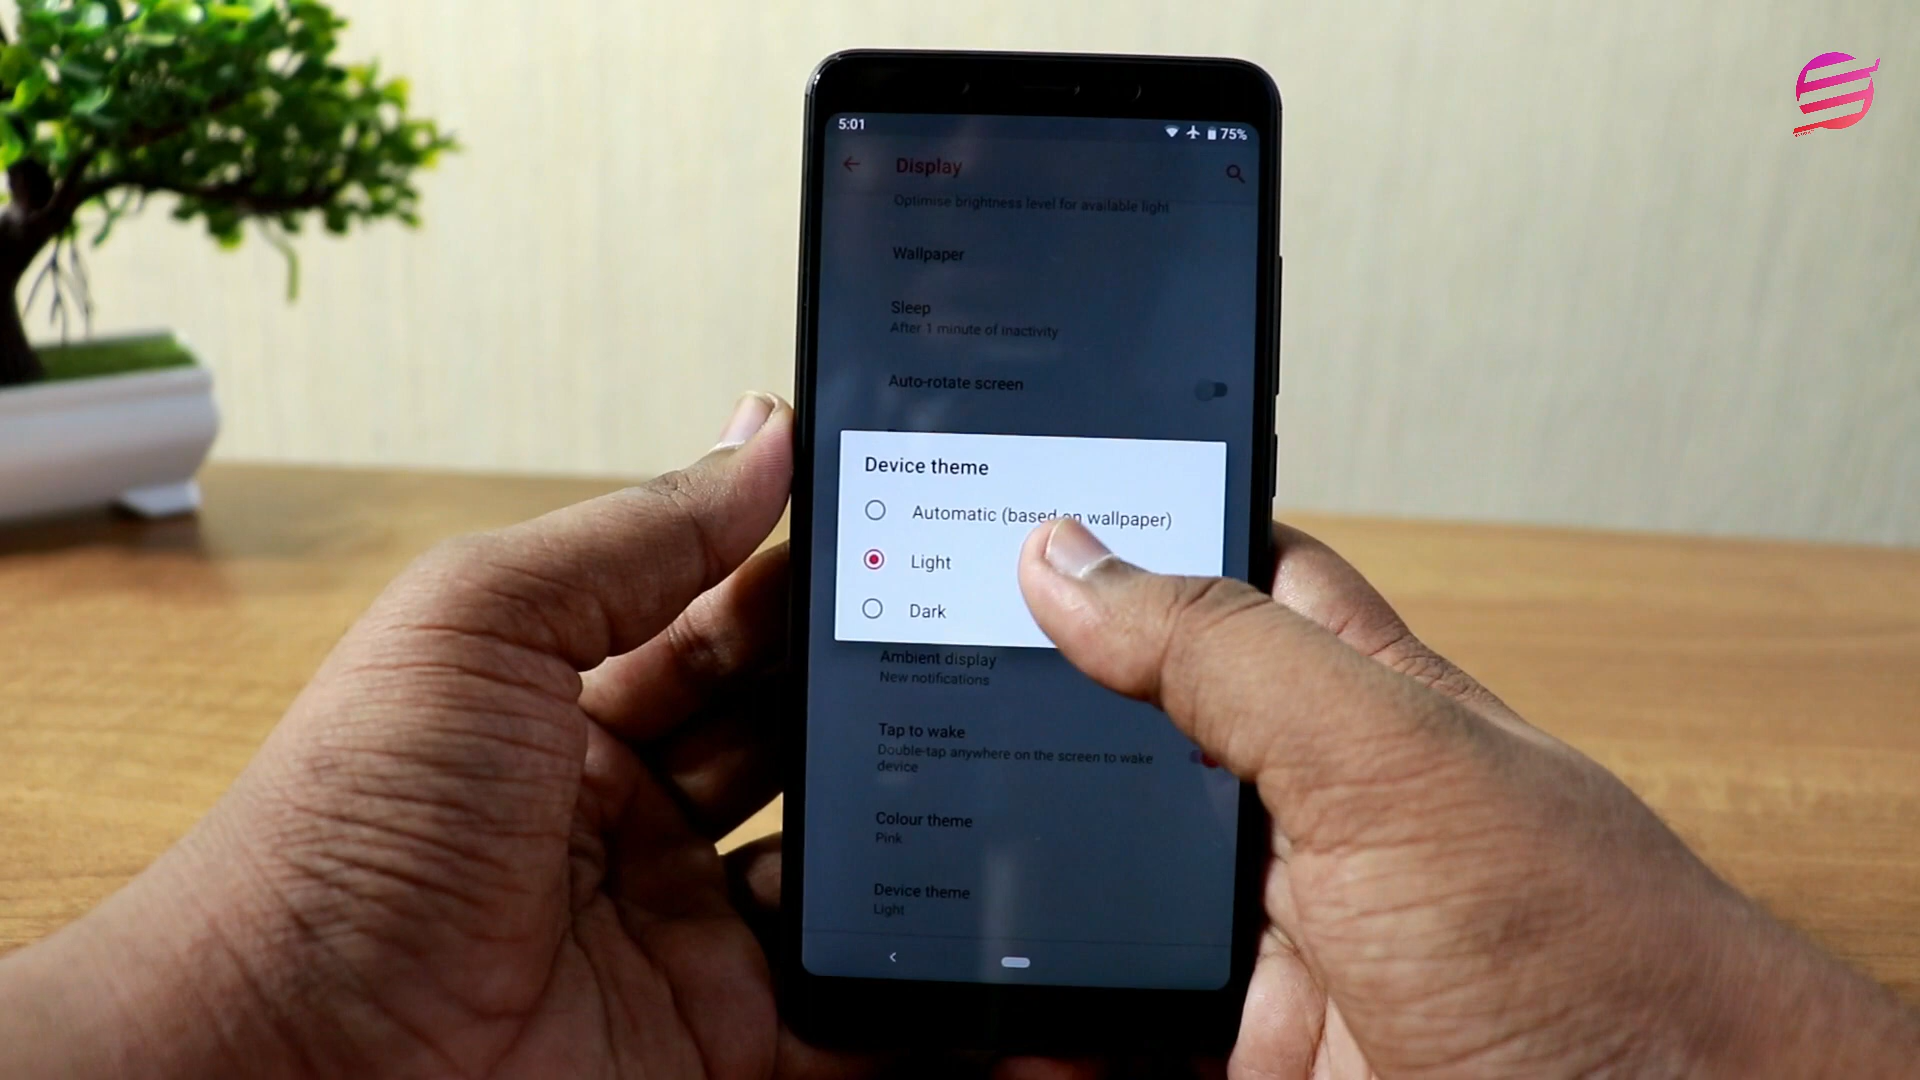 5:01
75%
Display
Optimise brightness level for available light
Wallpaper
Sleep
After 1 minute of inactivity
Auto-rotate screen
Device theme
Automatic (based on wallpaper)
Light
Dark
Ambient display
New notifications
Tap to wake
Double-tap anywhere on the screen to wake
device
Colour theme
Pink
Device theme
Light